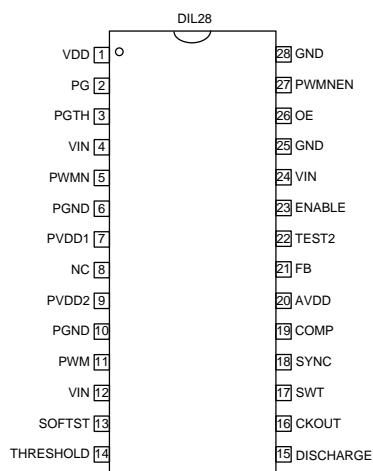 DIL28
VDD 1 28 GND
PG 2 27 PWMNEN
PGTH 3 26 OE
VIN 4 25 GND
PWMN 5 24 VIN
PGND 6 23 ENABLE
PVDD1 7 22 TEST2
NC 8 21 FB
PVDD2 9 20 AVDD
PGND 10 19 COMP
PWM 11 18 SYNC
VIN 12 17 SWT
SOFTST 13 16 CKOUT
THRESHOLD 14 15 DISCHARGE